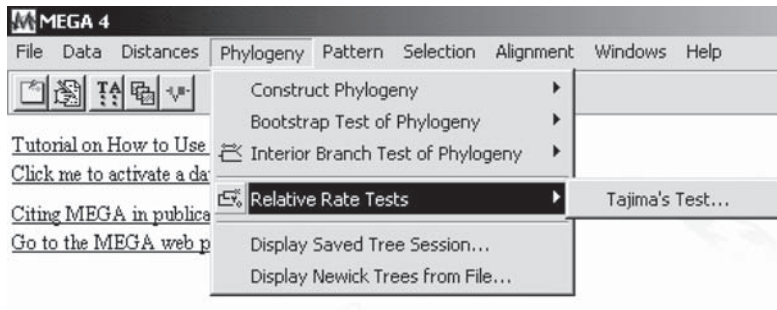 MEGA 4
File Data Distances Phylogeny Pattern Selection Alignment Windows Help
TA
Construct Phylogeny
Bootstrap Test of Phylogeny
Interior Branch Test of Phylogeny
Relative Rate Tests
Tajima's Test...
Display Saved Tree Session...
Display Newick Trees from File...
Tutorial on How to Use
Click me to activate a da
Citing MEGA in publica
Go to the MEGA web p